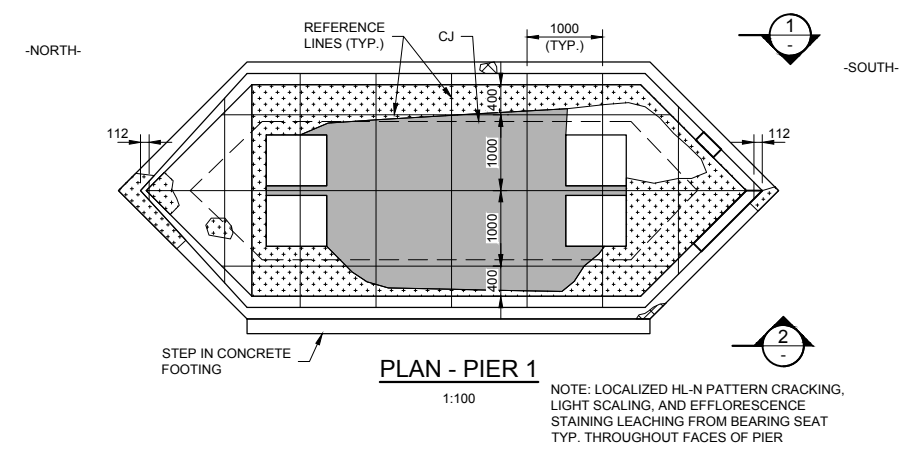 REFERENCE
LINES (TYP.)
CJ
1000
(TYP.)
1
-
-NORTH-
-SOUTH-
112
400
1000
112
1000
400
STEP IN CONCRETE
FOOTING
PLAN - PIER 1
1:100
2
-
NOTE: LOCALIZED HL-N PATTERN CRACKING,
LIGHT SCALING, AND EFFLORESCENCE
STAINING LEACHING FROM BEARING SEAT
TYP. THROUGHOUT FACES OF PIER